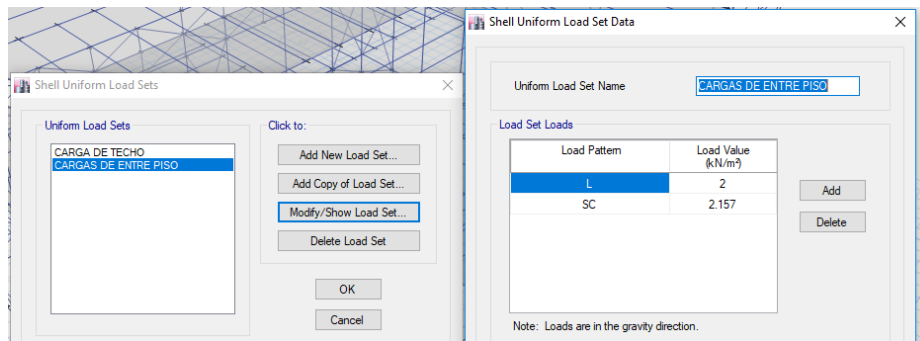 Shell Uniform Load Sets
Uniform Load Sets
CARGA DE TECHO
CARGAS DE ENTRE PISO
Click to:
Add New Load Set...
Add Copy of Load Set...
Modify/Show Load Set...
Delete Load Set
OK
Cancel
Shell Uniform Load Set Data
Uniform Load Set Name
CARGAS DE ENTRE PISO
Load Set Loads
Load Pattern
Load Value
(kN/m²)
L 2
SC 2.157
Add
Delete
Note: Loads are in the gravity direction.